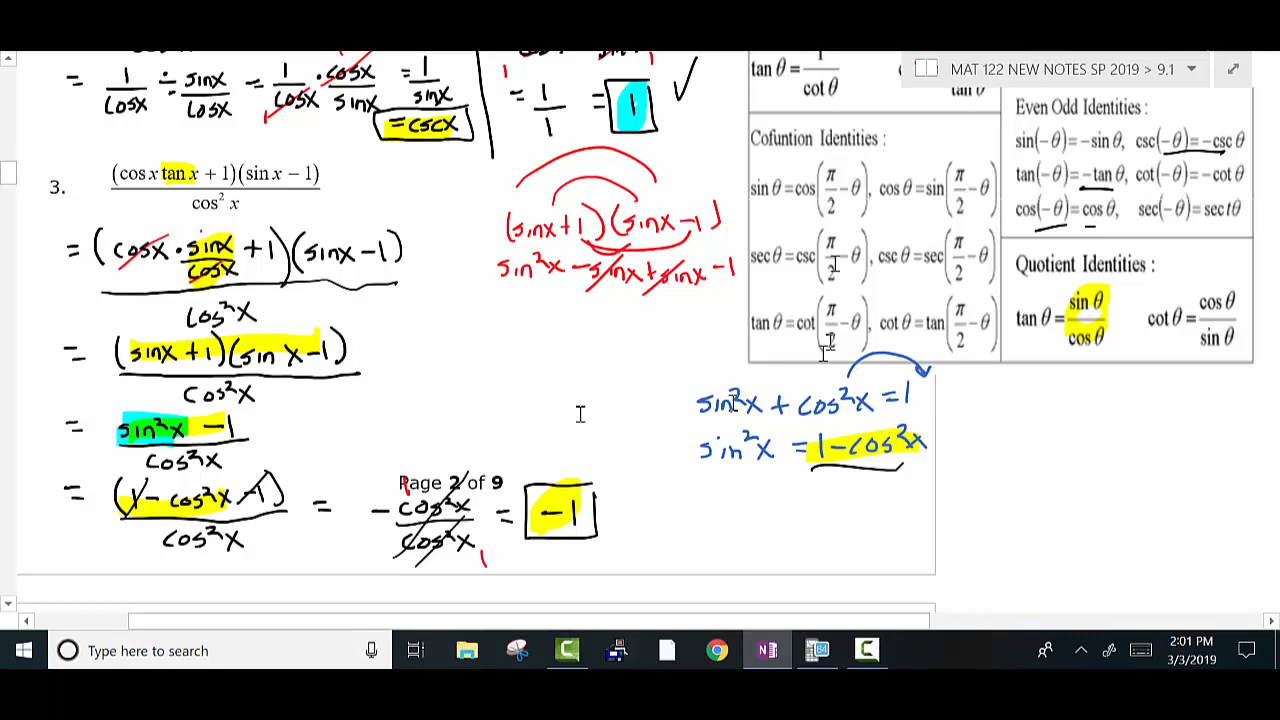 = 1/cosx ÷ sinx/cosx = 1/cosx · cosx/sinx = 1/sinx
= cscx
= 1/1 = 1 ✓
3. (cos x tan x + 1)(sin x − 1) / cos² x
= (cosx · sinx/cosx + 1)(sinx − 1) / cos²x
= (sinx + 1)(sin x − 1) / cos²x
= sin²x − 1 / cos²x
= (1 − cos²x − 1) / cos²x = − cos²x / cos²x = −1
Page 2 of 9
(sinx + 1)(sinx − 1)
sin²x − sinx + sinx − 1
tan θ = 1/cot θ
tan θ
MAT 122 NEW NOTES SP 2019 > 9.1
Cofuntion Identities :
sin θ = cos(π/2 − θ), cos θ = sin(π/2 − θ)
sec θ = csc(π/2 − θ), csc θ = sec(π/2 − θ)
tan θ = cot(π/2 − θ), cot θ = tan(π/2 − θ)
Even Odd Identities :
sin(−θ) = −sin θ, csc(−θ) = −csc θ
tan(−θ) = −tan θ, cot(−θ) = −cot θ
cos(−θ) = cos θ, sec(−θ) = sectθ
Quotient Identities :
tan θ = sin θ/cos θ cot θ = cos θ/sin θ
sin²x + cos²x = 1
sin²x = 1 − cos²x
Type here to search
2:01 PM
3/3/2019